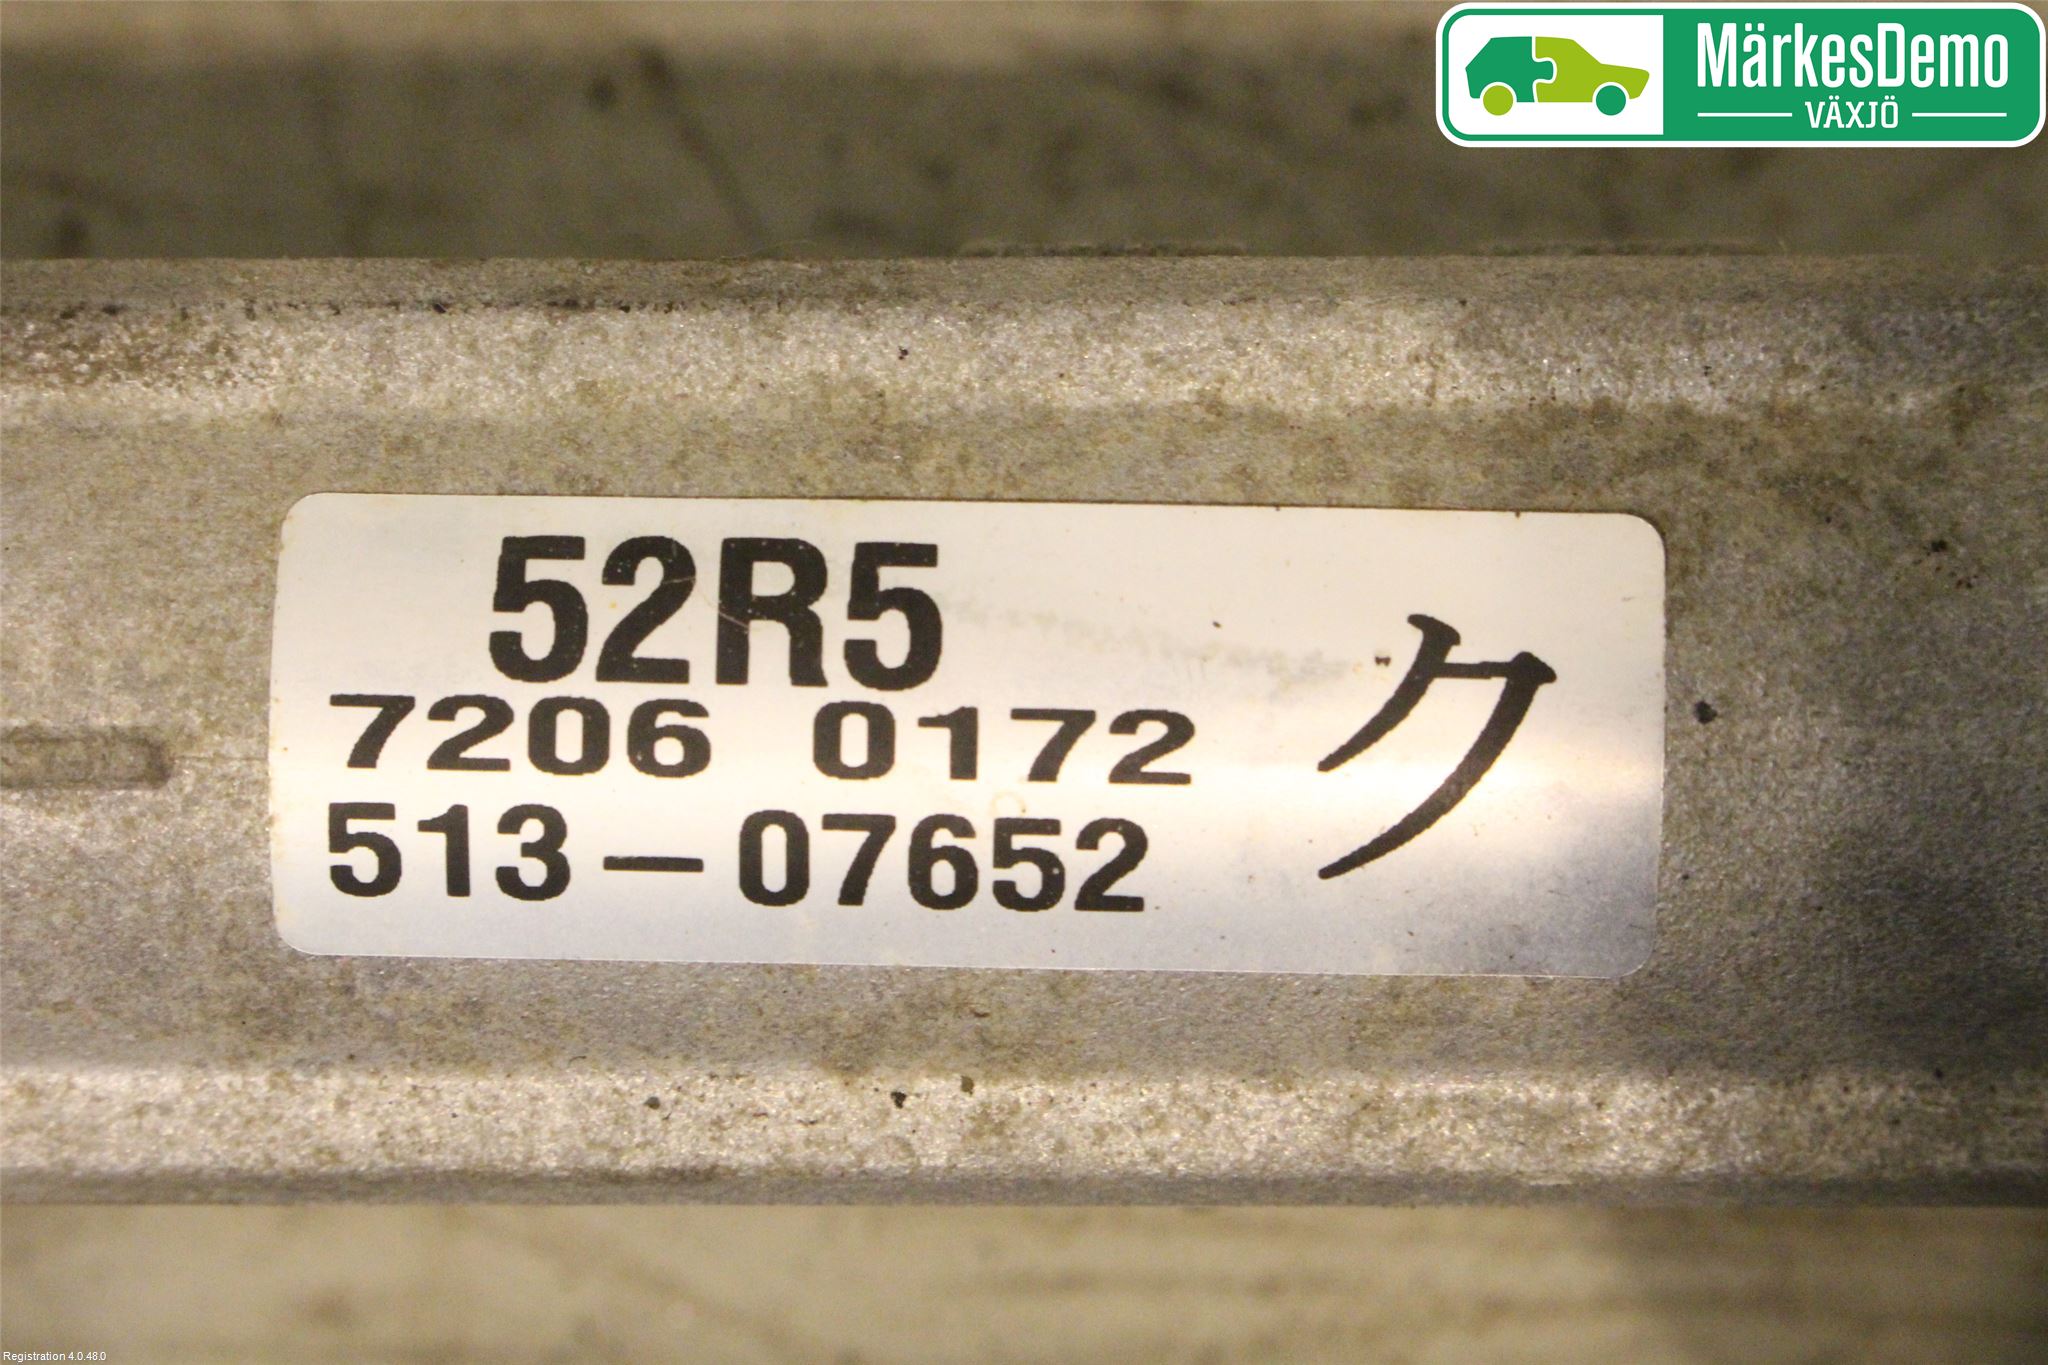 MärkesDemo
VÄXJÖ
52R5
7206 0172
ク
513-07652
Registration 4.0.48.0